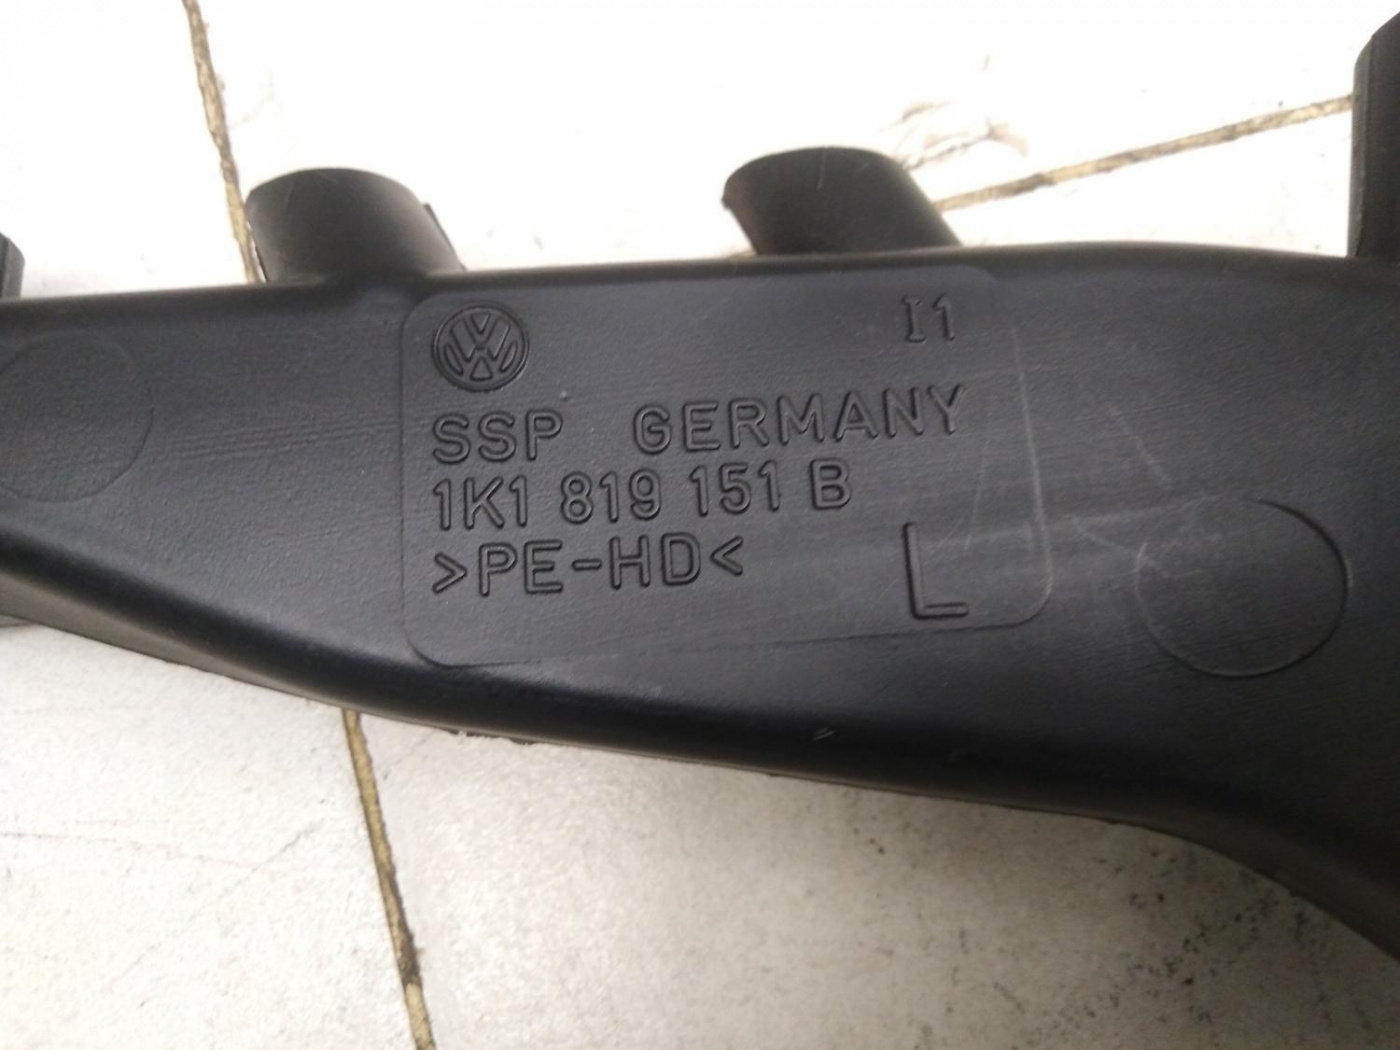 I1
SSP GERMANY
1K1 819 151 B
>PE-HD<
L